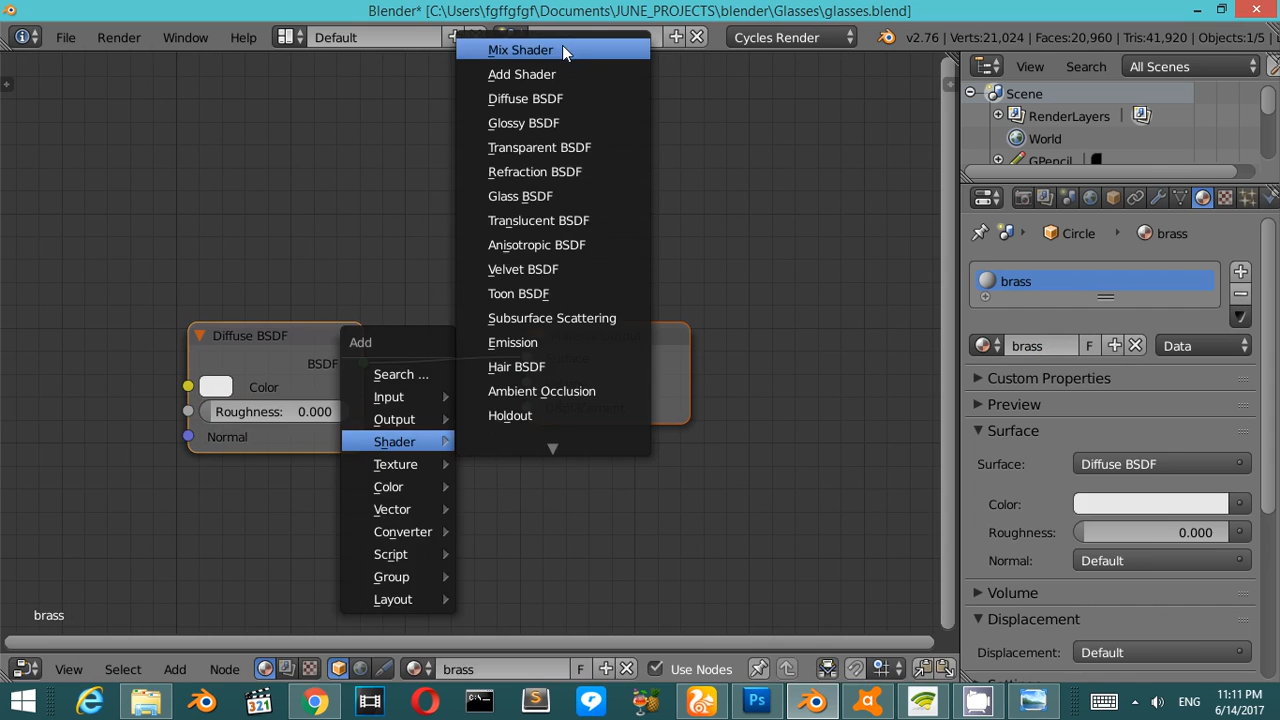 Blender* [C:\Users\fgffgfgf\Documents\JUNE_PROJECTS\blender\Glasses\glasses.blend]
File Render Window Help Default Cycles Render v2.76 | Verts:21,024 | Faces:20,960 | Tris:41,920 | Objects:1/5 | L
View Search All Scenes
Scene
RenderLayers
World
GPencil
Mix Shader
Add Shader
Diffuse BSDF
Glossy BSDF
Transparent BSDF
Refraction BSDF
Glass BSDF
Translucent BSDF
Anisotropic BSDF
Velvet BSDF
Toon BSDF
Subsurface Scattering
Emission
Hair BSDF
Ambient Occlusion
Holdout
Diffuse BSDF
BSDF
Color
Roughness: 0.000
Normal
Add
Search ...
Input
Output
Shader
Texture
Color
Vector
Converter
Script
Group
Layout
Circle brass
brass
brass F Data
Custom Properties
Preview
Surface
Surface: Diffuse BSDF
Color:
Roughness: 0.000
Normal: Default
Volume
Displacement
Displacement: Default
brass
View Select Add Node brass F Use Nodes
ENG
11:11 PM
6/14/2017